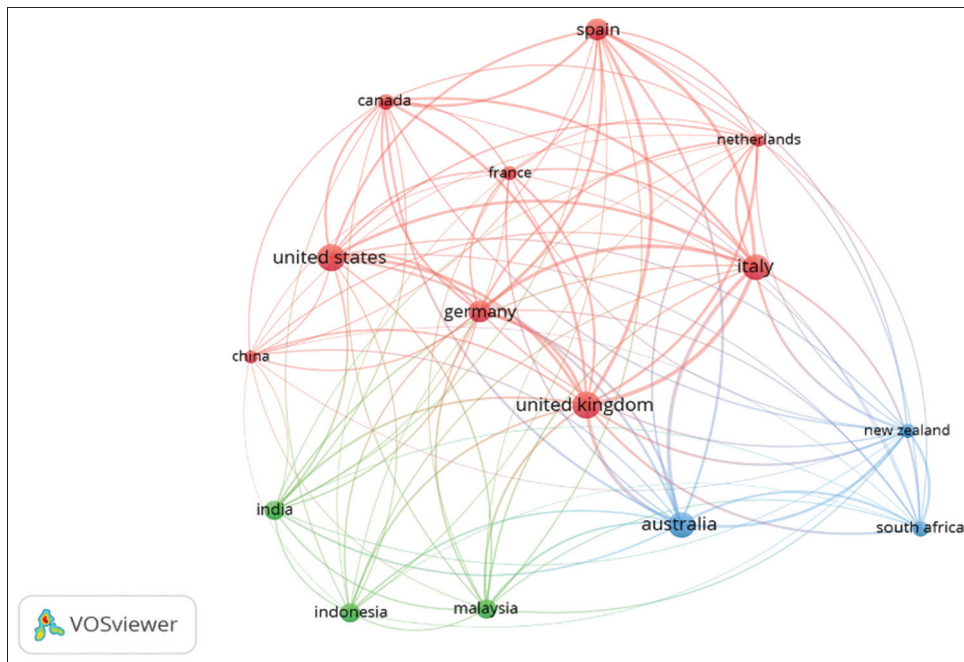 spain
canada
netherlands
france
united states
italy
germany
china
united kingdom
new zealand
india
australia
south africa
indonesia
malaysia
VOSviewer